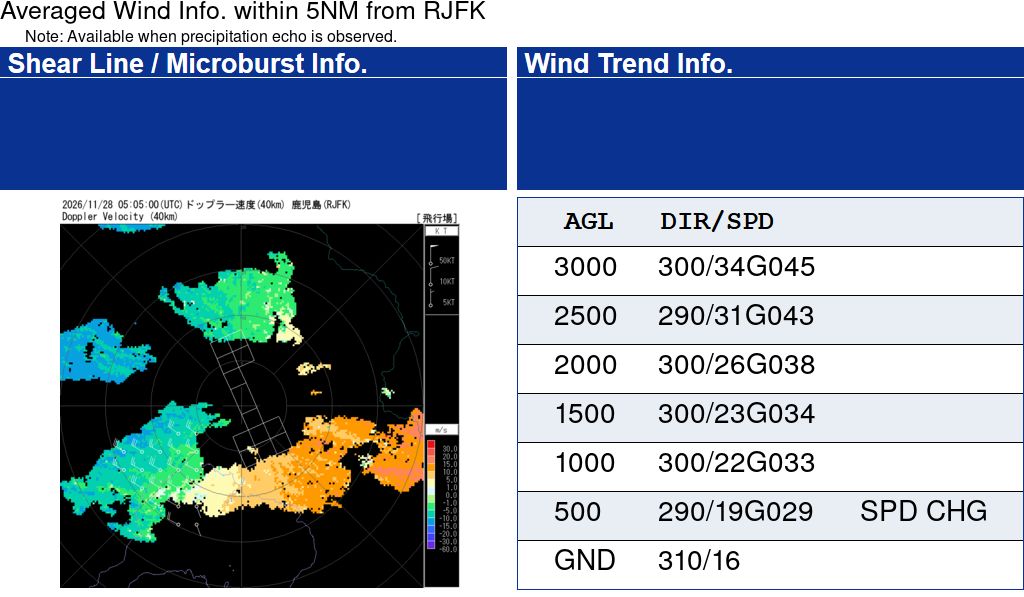 Averaged Wind Info. within 5NM from RJFK
Note: Available when precipitation echo is observed.
Shear Line / Microburst Info.
Wind Trend Info.
2026/11/28 05:05:00(UTC) ドップラー速度(40km) 鹿児島(RJFK)
Doppler Velocity (40km)
[飛行場]
KT
50KT
10KT
5KT
m/s
30.0
20.0
15.0
10.0
5.0
1.0
0.0
-1.0
-5.0
-10.0
-15.0
-20.0
-30.0
-60.0
AGL DIR/SPD
3000 300/34G045
2500 290/31G043
2000 300/26G038
1500 300/23G034
1000 300/22G033
500 290/19G029 SPD CHG
GND 310/16